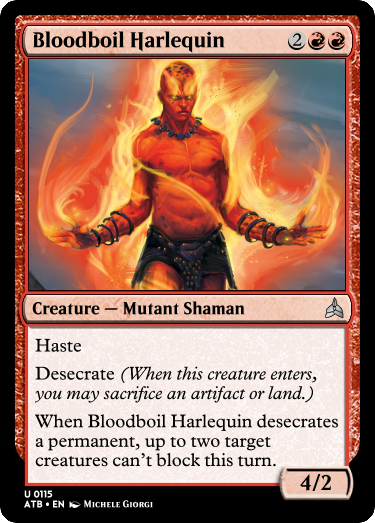 Bloodboil Harlequin 2
Creature — Mutant Shaman
Haste
Desecrate (When this creature enters,
you may sacrifice an artifact or land.)
When Bloodboil Harlequin desecrates
a permanent, up to two target
creatures can't block this turn.
4/2
U 0115
ATB • EN Michele Giorgi